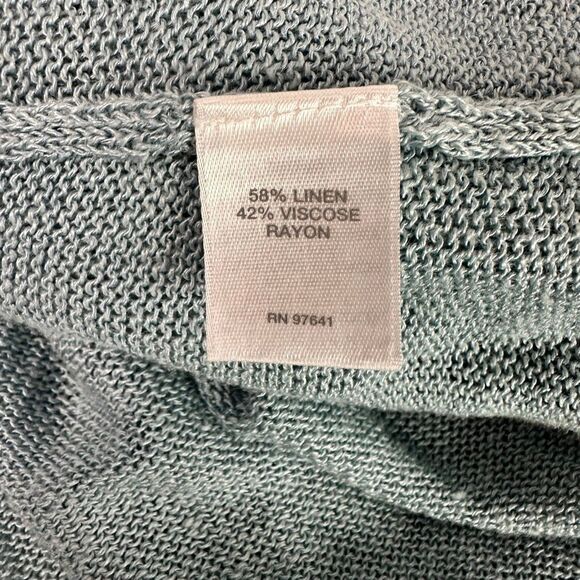 58% LINEN
42% VISCOSE
RAYON
RN 97641